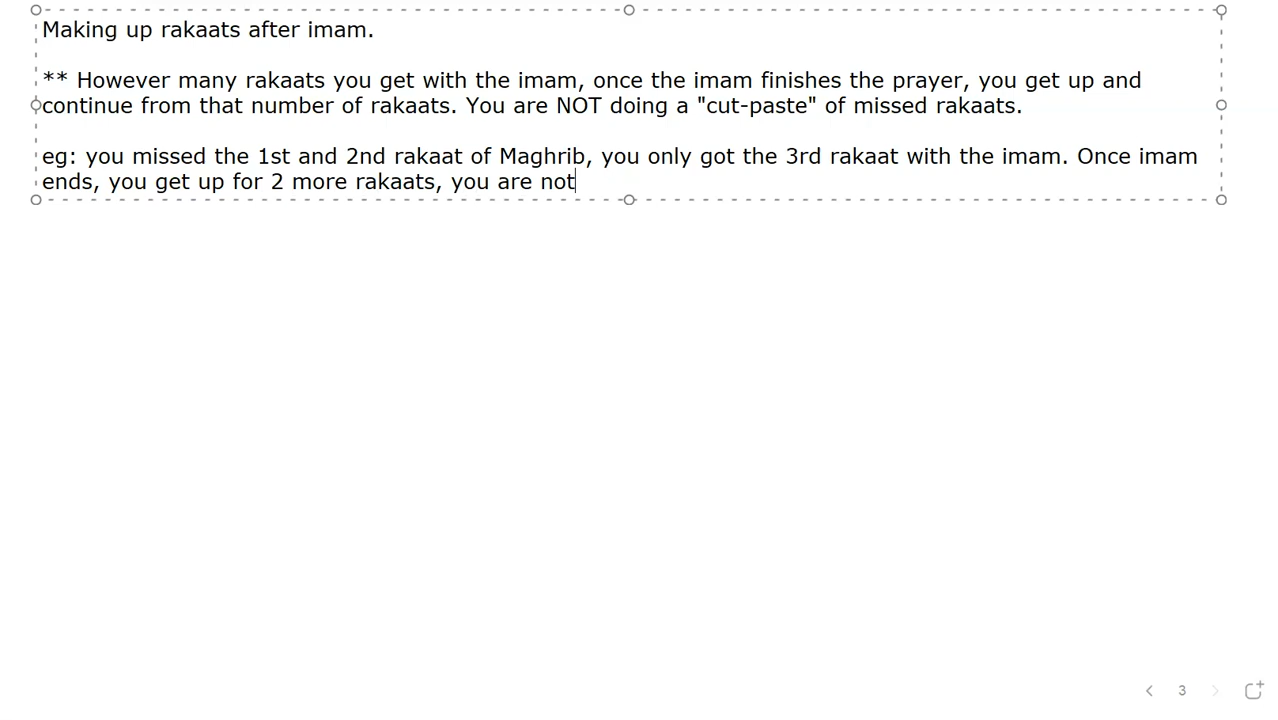 Making up rakaats after imam.
** However many rakaats you get with the imam, once the imam finishes the prayer, you get up and
continue from that number of rakaats. You are NOT doing a "cut-paste" of missed rakaats.
eg: you missed the 1st and 2nd rakaat of Maghrib, you only got the 3rd rakaat with the imam. Once imam
ends, you get up for 2 more rakaats, you are not
3